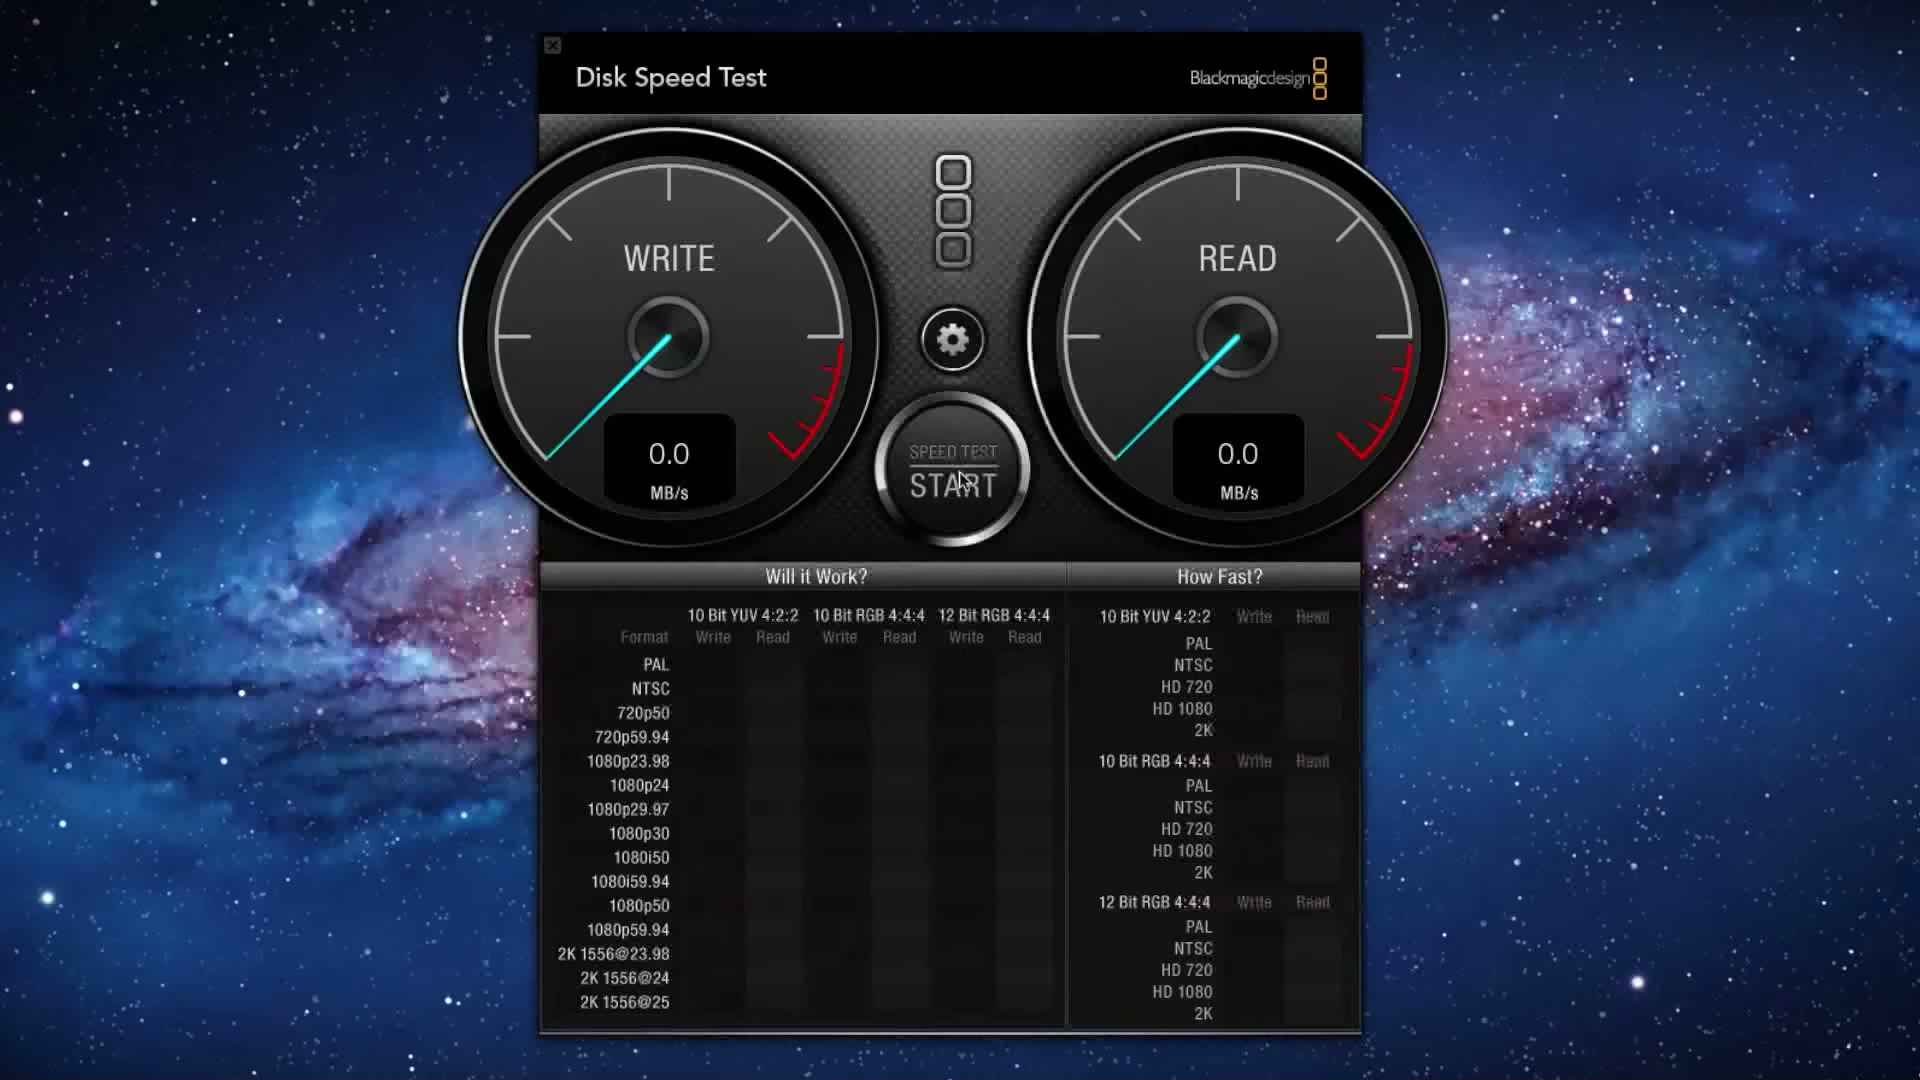 Disk Speed Test
Blackmagicdesign
WRITE
READ
0.0
MB/s
SPEED TEST
START
0.0
MB/s
Will it Work?
How Fast?
10 Bit YUV 4:2:2 10 Bit RGB 4:4:4 12 Bit RGB 4:4:4
Format Write Read Write Read Write Read
PAL
NTSC
720p50
720p59.94
1080p23.98
1080p24
1080p29.97
1080p30
1080i50
1080i59.94
1080p50
1080p59.94
2K 1556@23.98
2K 1556@24
2K 1556@25
10 Bit YUV 4:2:2 Write Read
PAL
NTSC
HD 720
HD 1080
2K
10 Bit RGB 4:4:4 Write Read
PAL
NTSC
HD 720
HD 1080
2K
12 Bit RGB 4:4:4 Write Read
PAL
NTSC
HD 720
HD 1080
2K